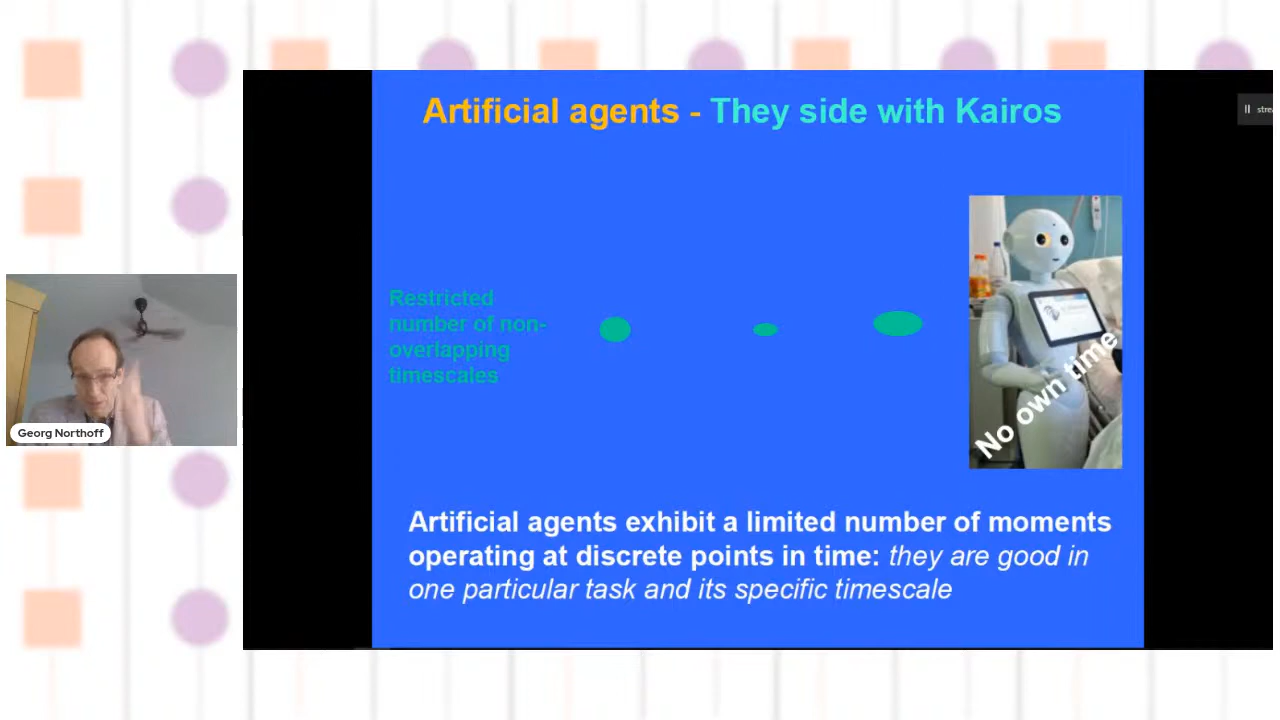 Artificial agents - They side with Kairos
stre
Restricted
number of non-
overlapping
timescales
No own time
Georg Northoff
Artificial agents exhibit a limited number of moments
operating at discrete points in time: they are good in
one particular task and its specific timescale